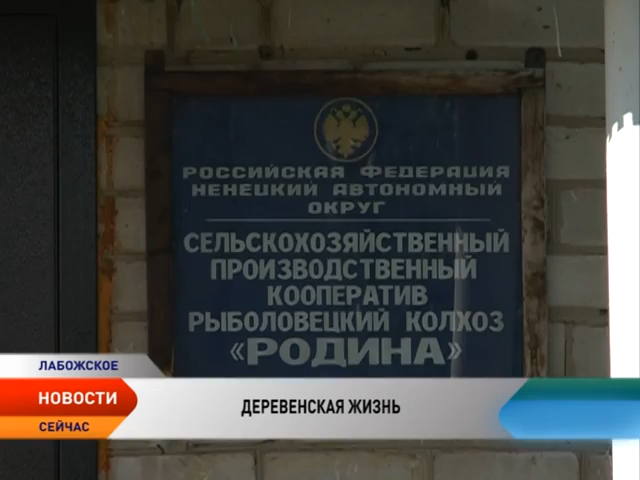 РОССИЙСКАЯ ФЕДЕРАЦИЯ
НЕНЕЦКИЙ АВТОНОМНЫЙ
ОКРУГ
СЕЛЬСКОХОЗЯЙСТВЕННЫЙ
ПРОИЗВОДСТВЕННЫЙ
КООПЕРАТИВ
РЫБОЛОВЕЦКИЙ КОЛХОЗ
«РОДИНА»
ЛАБОЖСКОЕ
НОВОСТИ
ДЕРЕВЕНСКАЯ ЖИЗНЬ
СЕЙЧАС